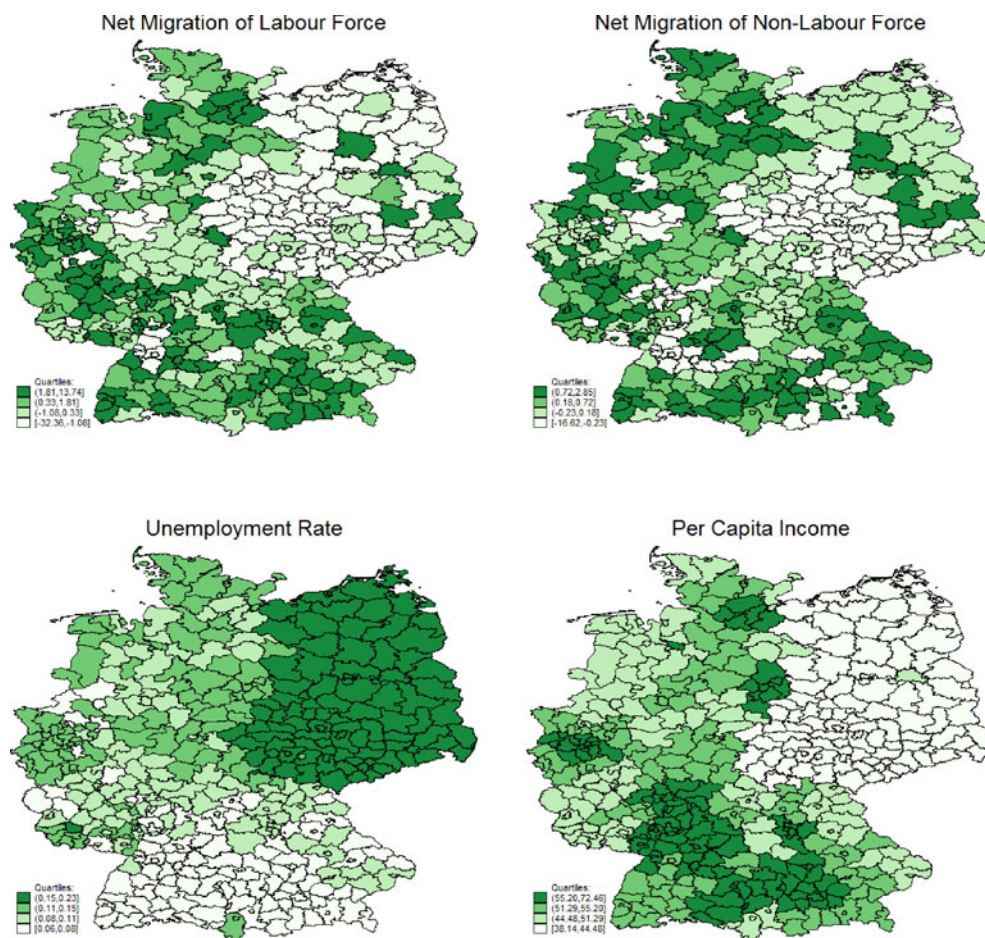 Net Migration of Labour Force
Net Migration of Non-Labour Force
Quartiles:
(1.81,13.74]
(0.33,1.81]
(-1.08,0.33]
[-32.36,-1.08]
Quartiles:
(0.72,2.85]
(0.18,0.72]
(-0.23,0.18]
[-16.62,-0.23]
Unemployment Rate
Per Capita Income
Quartiles:
(0.15,0.23]
(0.11,0.15]
(0.08,0.11]
[0.06,0.08]
Quartiles:
(55.20,72.46]
(51.29,55.20]
(44.48,51.29]
[38.14,44.48]